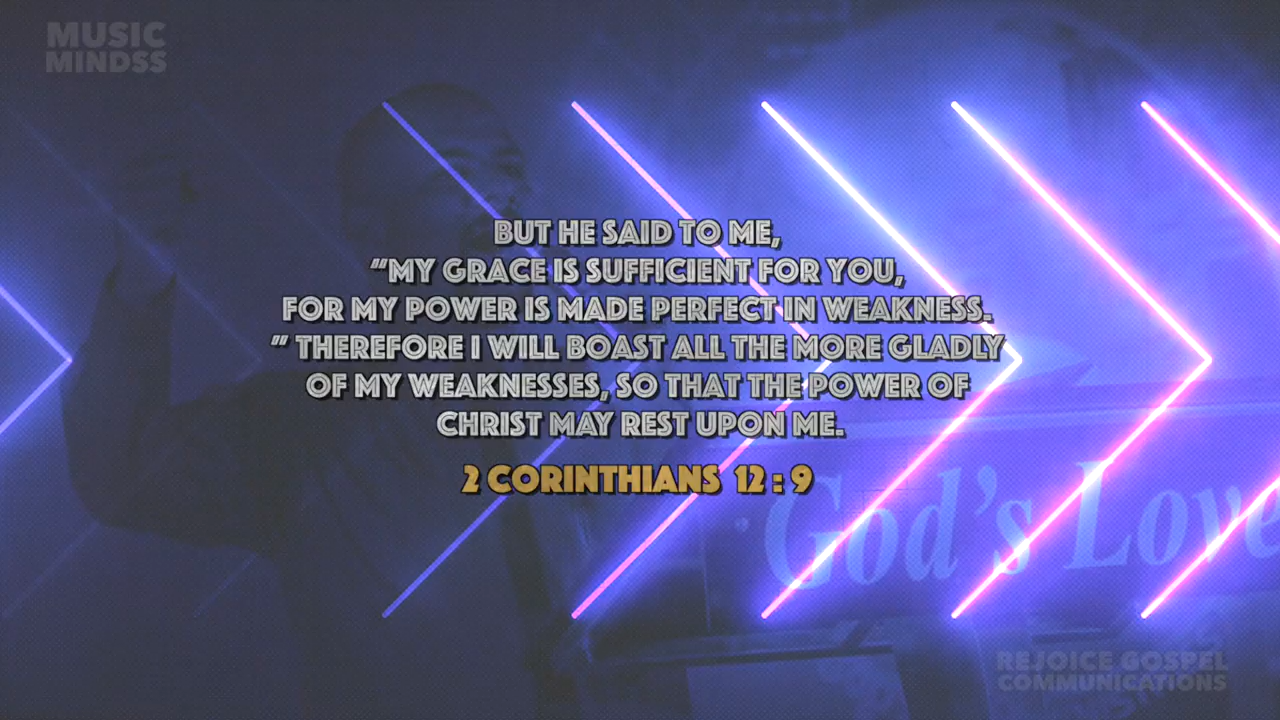 MUSIC
MINDSS
BUT HE SAID TO ME,
“MY GRACE IS SUFFICIENT FOR YOU,
FOR MY POWER IS MADE PERFECT IN WEAKNESS.
” THEREFORE I WILL BOAST ALL THE MORE GLADLY
OF MY WEAKNESSES, SO THAT THE POWER OF
CHRIST MAY REST UPON ME.
2 CORINTHIANS 12 : 9
God's Love
REJOICE GOSPEL
COMMUNICATIONS